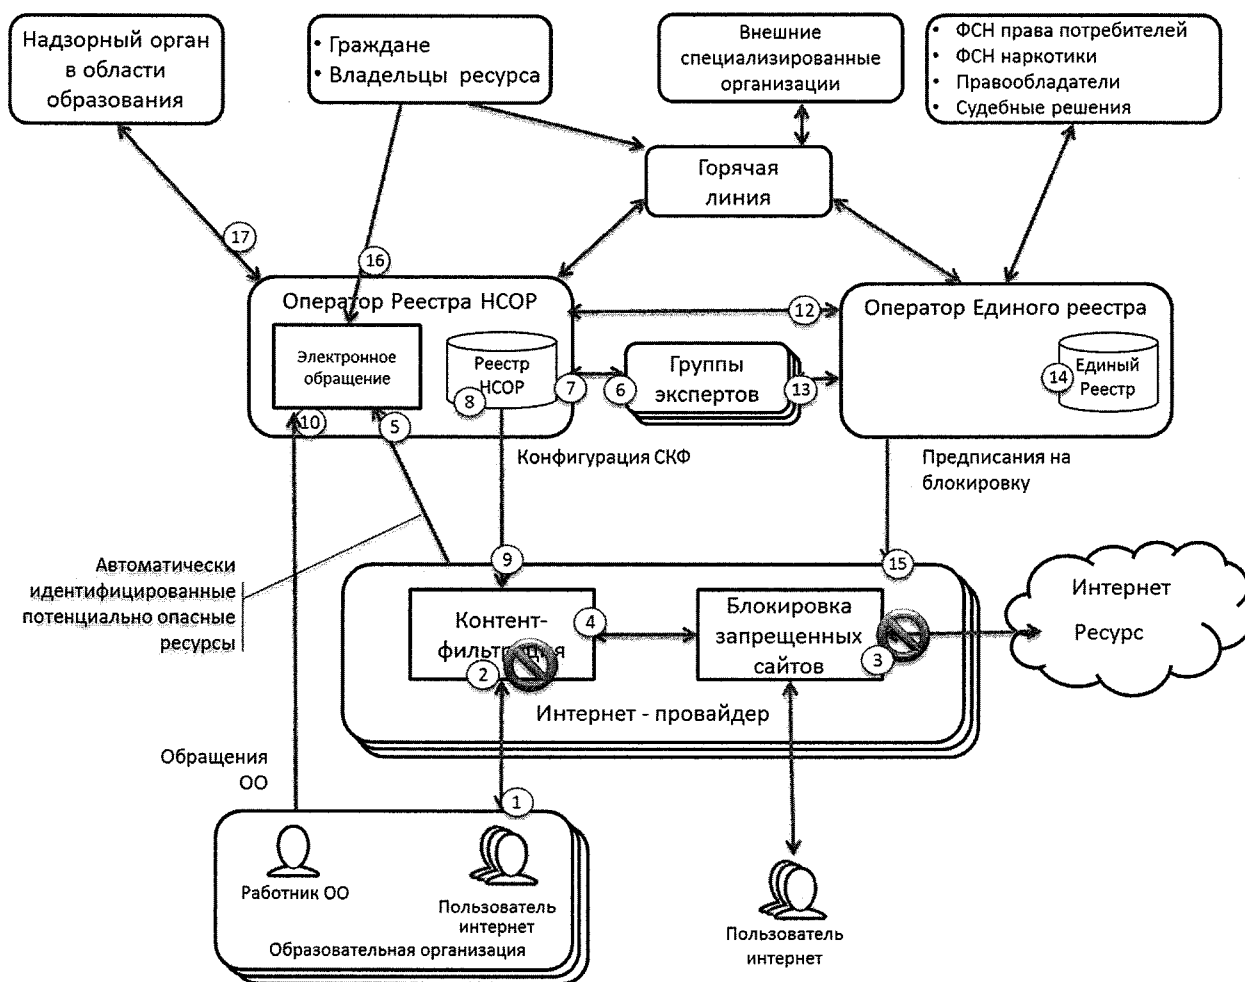 Надзорный орган
в области
образования
• Граждане
• Владельцы ресурса
Внешние
специализированные
организации
• ФСН права потребителей
• ФСН наркотики
• Правообладатели
• Судебные решения
Горячая
линия
17
16
Оператор Реестра НСОР
Электронное
обращение
Реестр
НСОР
8
7
6
Группы
экспертов
12
13
Оператор Единого реестра
14
Единый
Реестр
10
5
Конфигурация СКФ
Предписания на
блокировку
Автоматически
идентифицированные
потенциально опасные
ресурсы
9
15
Контент-
фильтрация
2
4
Блокировка
запрещенных
сайтов
3
Интернет
Ресурс
Интернет - провайдер
Обращения
ОО
1
Работник ОО
Пользователь
интернет
Образовательная организация
Пользователь
интернет